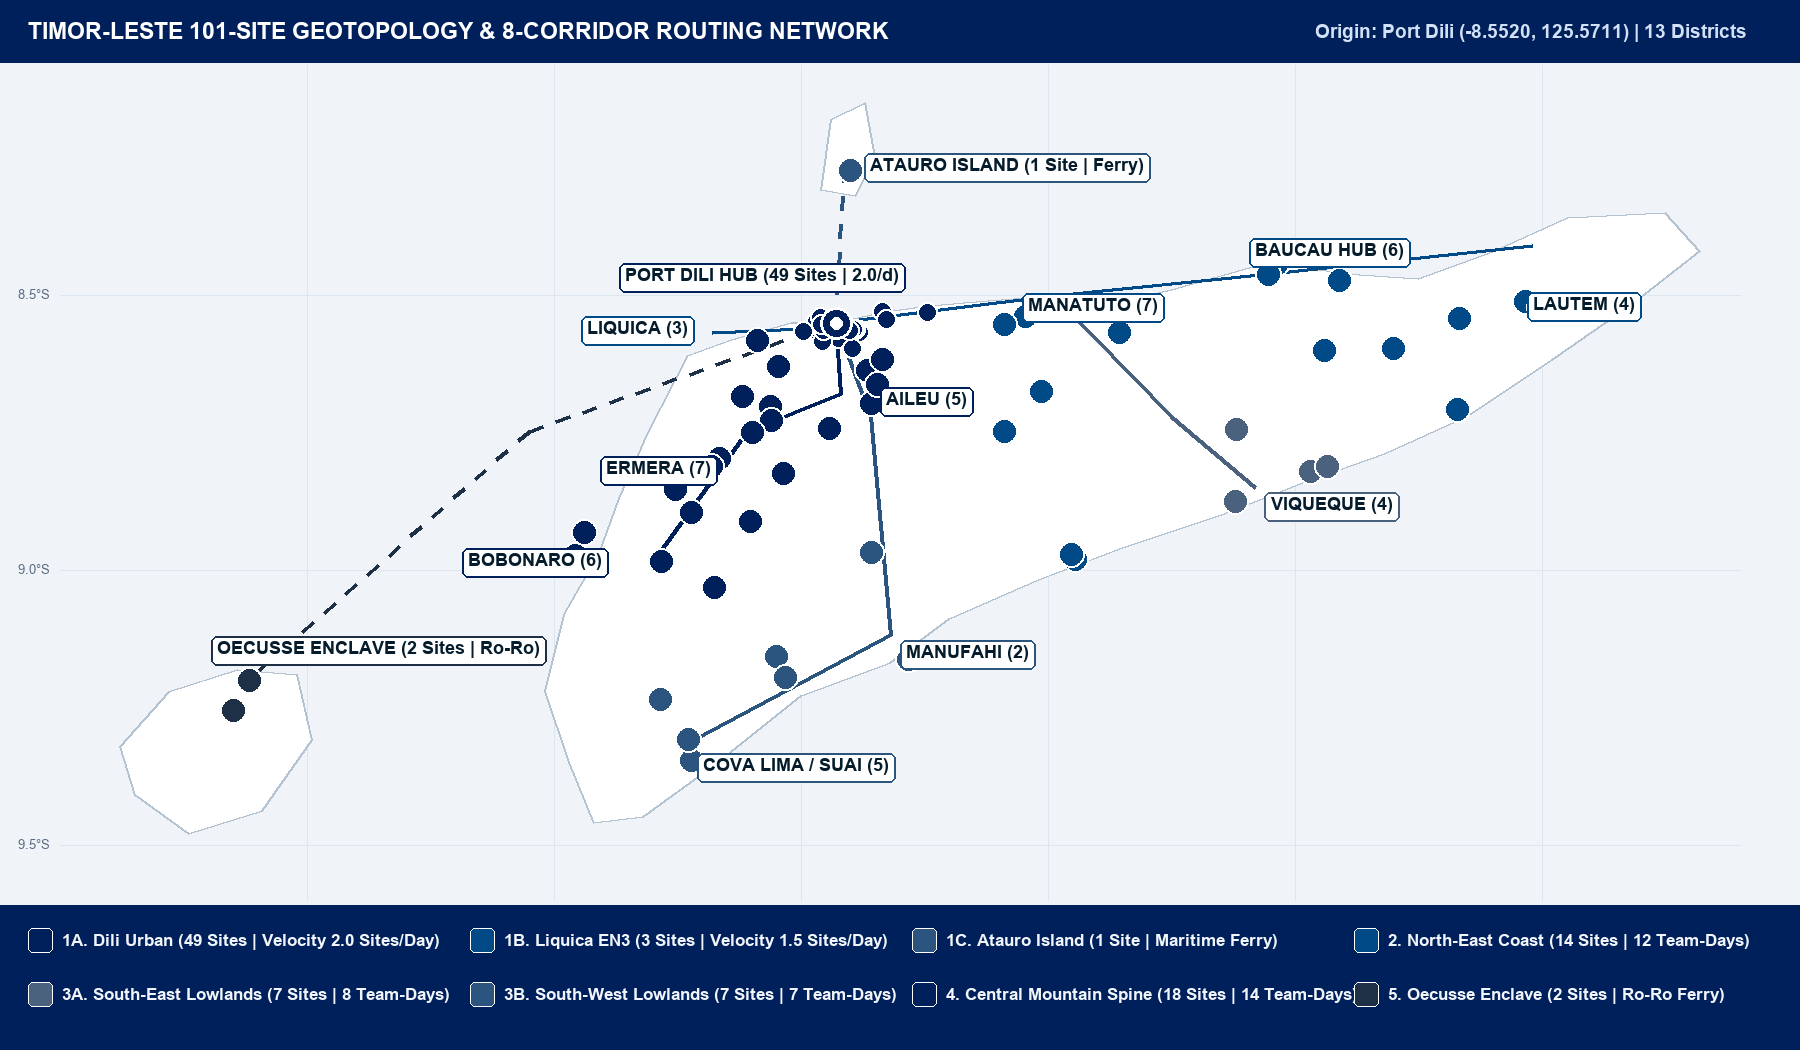 TIMOR-LESTE 101-SITE GEOTOPOLOGY & 8-CORRIDOR ROUTING NETWORK
Origin: Port Dili (-8.5520, 125.5711) | 13 Districts
ATAURO ISLAND (1 Site | Ferry)
BAUCAU HUB (6)
PORT DILI HUB (49 Sites | 2.0/d)
8.5°S
MANATUTO (7)
LAUTEM (4)
LIQUICA (3)
AILEU (5)
ERMERA (7)
VIQUEQUE (4)
BOBONARO (6)
9.0°S
OECUSSE ENCLAVE (2 Sites | Ro-Ro)
MANUFAHI (2)
COVA LIMA / SUAI (5)
9.5°S
1A. Dili Urban (49 Sites | Velocity 2.0 Sites/Day)
1B. Liquica EN3 (3 Sites | Velocity 1.5 Sites/Day)
1C. Atauro Island (1 Site | Maritime Ferry)
2. North-East Coast (14 Sites | 12 Team-Days)
3A. South-East Lowlands (7 Sites | 8 Team-Days)
3B. South-West Lowlands (7 Sites | 7 Team-Days)
4. Central Mountain Spine (18 Sites | 14 Team-Days
5. Oecusse Enclave (2 Sites | Ro-Ro Ferry)